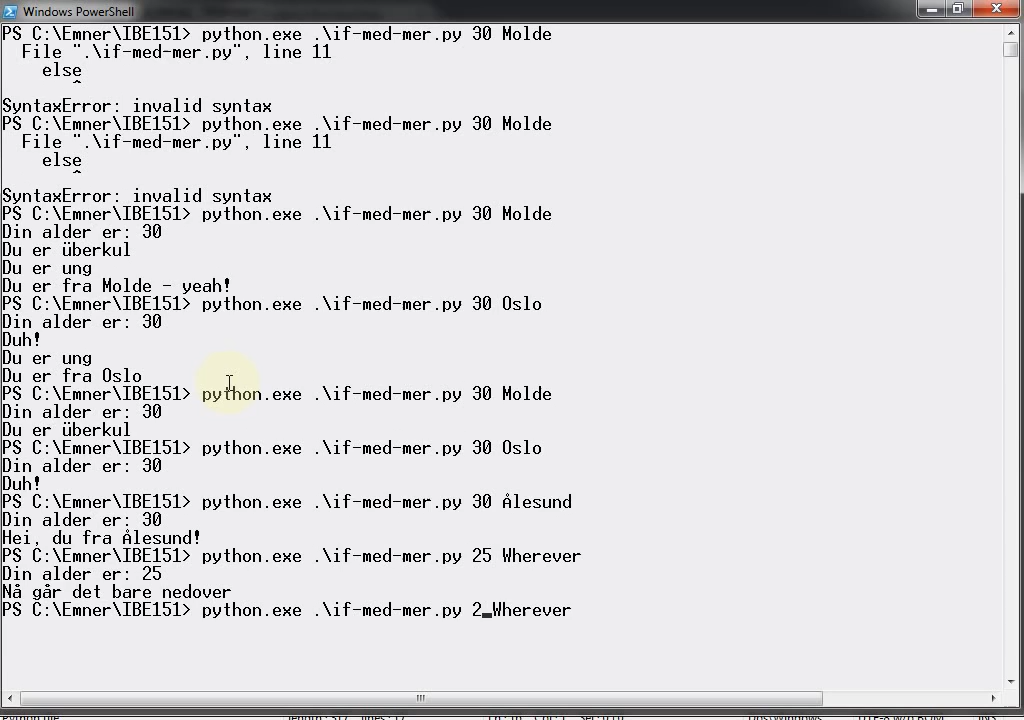 Windows PowerShell
PS C:\Emner\IBE151> python.exe .\if-med-mer.py 30 Molde
File ".\if-med-mer.py", line 11
else
^
SyntaxError: invalid syntax
PS C:\Emner\IBE151> python.exe .\if-med-mer.py 30 Molde
File ".\if-med-mer.py", line 11
else
^
SyntaxError: invalid syntax
PS C:\Emner\IBE151> python.exe .\if-med-mer.py 30 Molde
Din alder er: 30
Du er überkul
Du er ung
Du er fra Molde - yeah!
PS C:\Emner\IBE151> python.exe .\if-med-mer.py 30 Oslo
Din alder er: 30
Duh!
Du er ung
Du er fra Oslo
PS C:\Emner\IBE151> python.exe .\if-med-mer.py 30 Molde
Din alder er: 30
Du er überkul
PS C:\Emner\IBE151> python.exe .\if-med-mer.py 30 Oslo
Din alder er: 30
Duh!
PS C:\Emner\IBE151> python.exe .\if-med-mer.py 30 Ålesund
Din alder er: 30
Hei, du fra Ålesund!
PS C:\Emner\IBE151> python.exe .\if-med-mer.py 25 Wherever
Din alder er: 25
Nå går det bare nedover
PS C:\Emner\IBE151> python.exe .\if-med-mer.py 2 Wherever